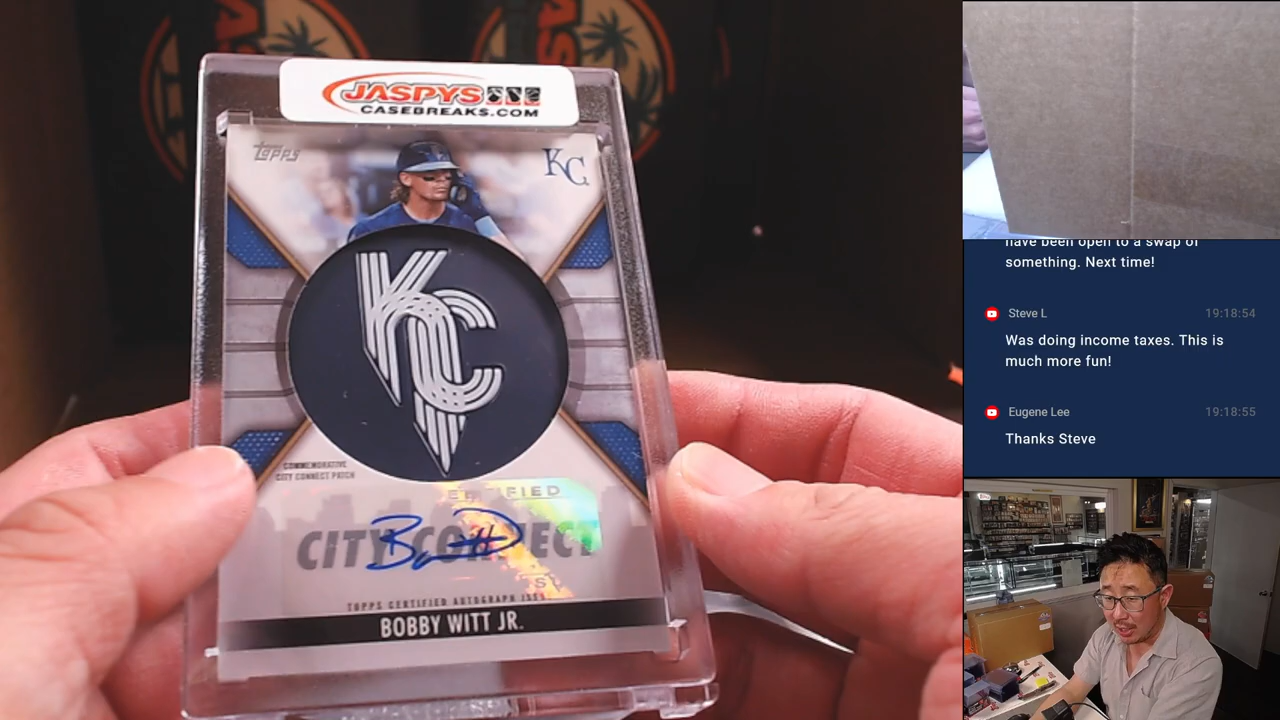 JASPYS
CASEBREAKS.COM
TOPPS
KC
KC
COMMEMORATIVE
CITY CONNECT PATCH
CERTIFIED
CITY CONNECT
TOPPS CERTIFIED AUTOGRAPH ISSUE
BOBBY WITT JR.
have been open to a swap of
something. Next time!
Steve L 19:18:54
Was doing income taxes. This is
much more fun!
Eugene Lee 19:18:55
Thanks Steve